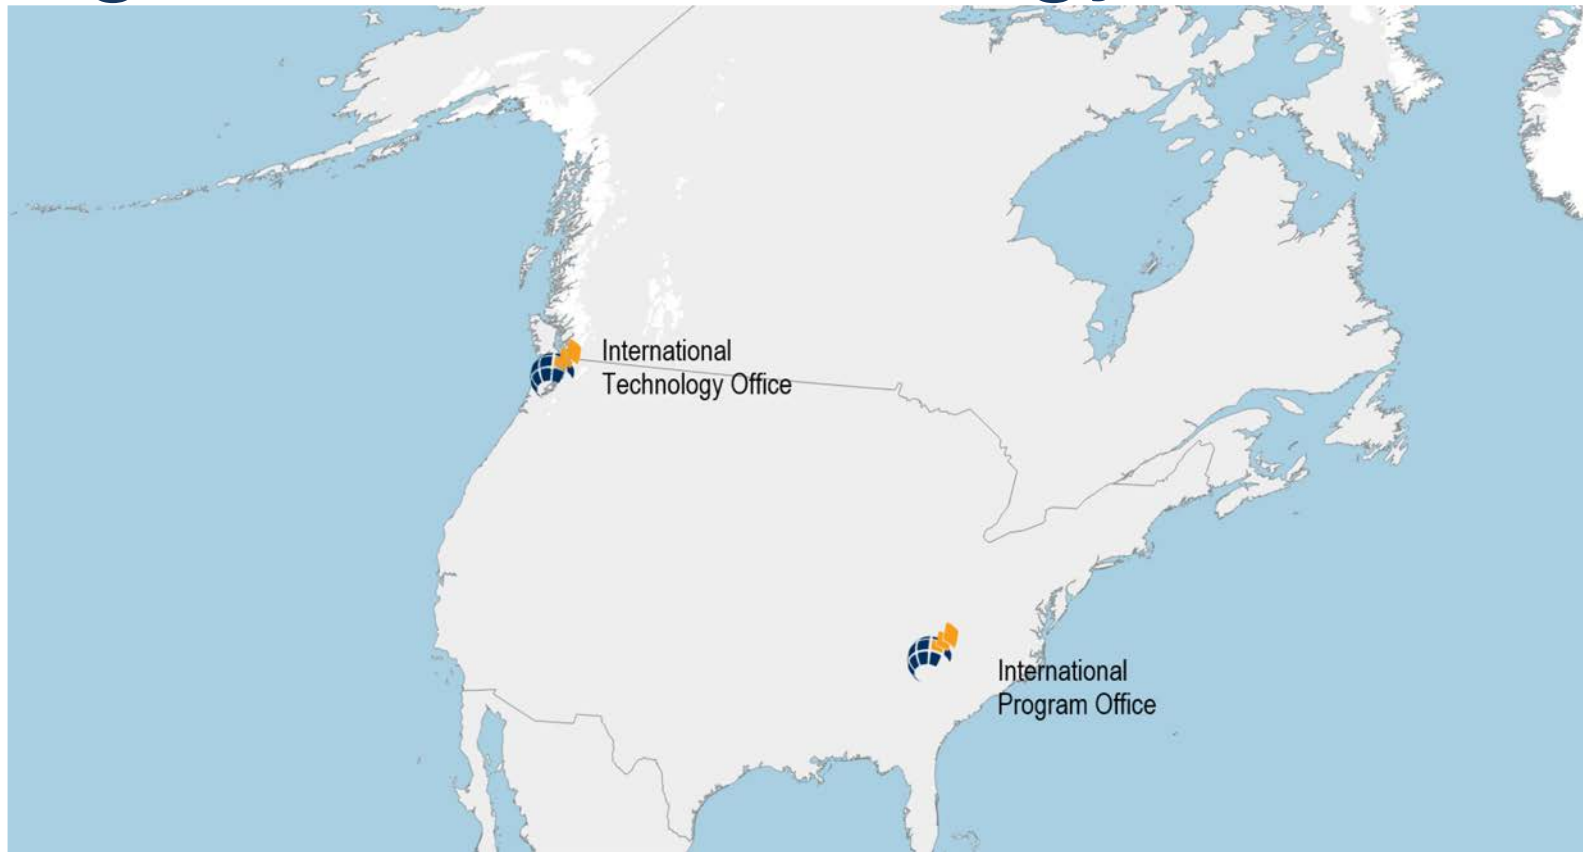 International
Technology Office
International
Program Office